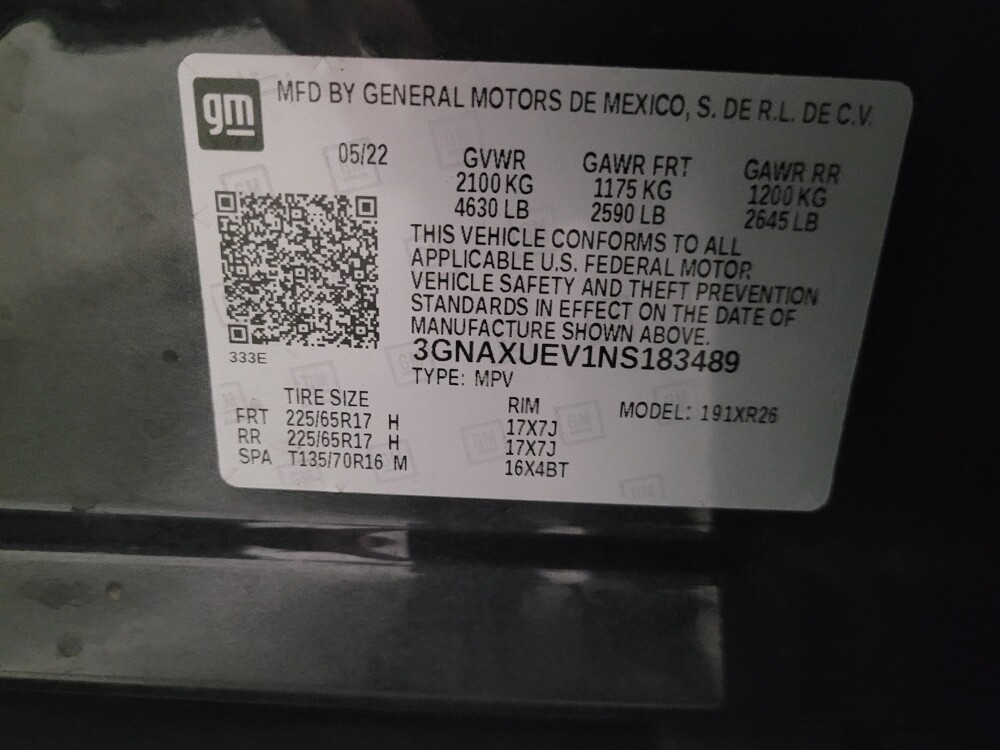 gm MFD BY GENERAL MOTORS DE MEXICO, S. DE R.L. DE C.V.
05/22 GVWR GAWR FRT GAWR RR
2100 KG 1175 KG 1200 KG
4630 LB 2590 LB 2645 LB
THIS VEHICLE CONFORMS TO ALL
APPLICABLE U.S. FEDERAL MOTOR
VEHICLE SAFETY AND THEFT PREVENTION
STANDARDS IN EFFECT ON THE DATE OF
MANUFACTURE SHOWN ABOVE.
333E 3GNAXUEV1NS183489
TYPE: MPV
TIRE SIZE RIM MODEL: 191XR26
FRT 225/65R17 H 17X7J
RR 225/65R17 H 17X7J
SPA T135/70R16 M 16X4BT